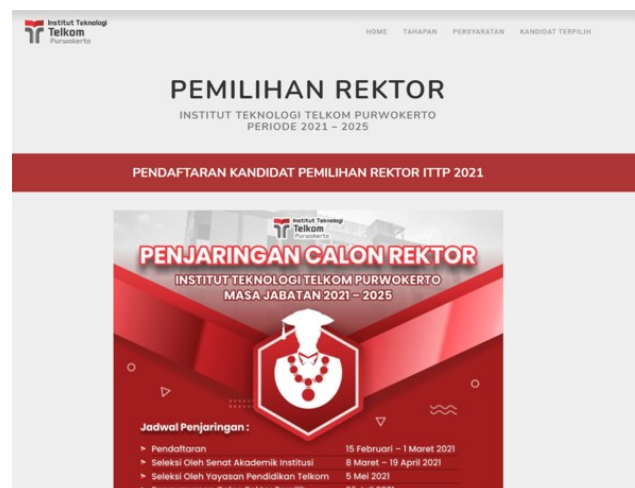 Institut Teknologi
Telkom
Purwokerto
HOME TAHAPAN PERSYARATAN KANDIDAT TERPILIH
PEMILIHAN REKTOR
INSTITUT TEKNOLOGI TELKOM PURWOKERTO
PERIODE 2021 – 2025
PENDAFTARAN KANDIDAT PEMILIHAN REKTOR ITTP 2021
Institut Teknologi
Telkom
Purwokerto
PENJARINGAN CALON REKTOR
INSTITUT TEKNOLOGI TELKOM PURWOKERTO
MASA JABATAN 2021 – 2025
Jadwal Penjaringan :
Pendaftaran 15 Februari – 1 Maret 2021
Seleksi Oleh Senat Akademik Institusi 8 Maret – 19 April 2021
Seleksi Oleh Yayasan Pendidikan Telkom 5 Mei 2021